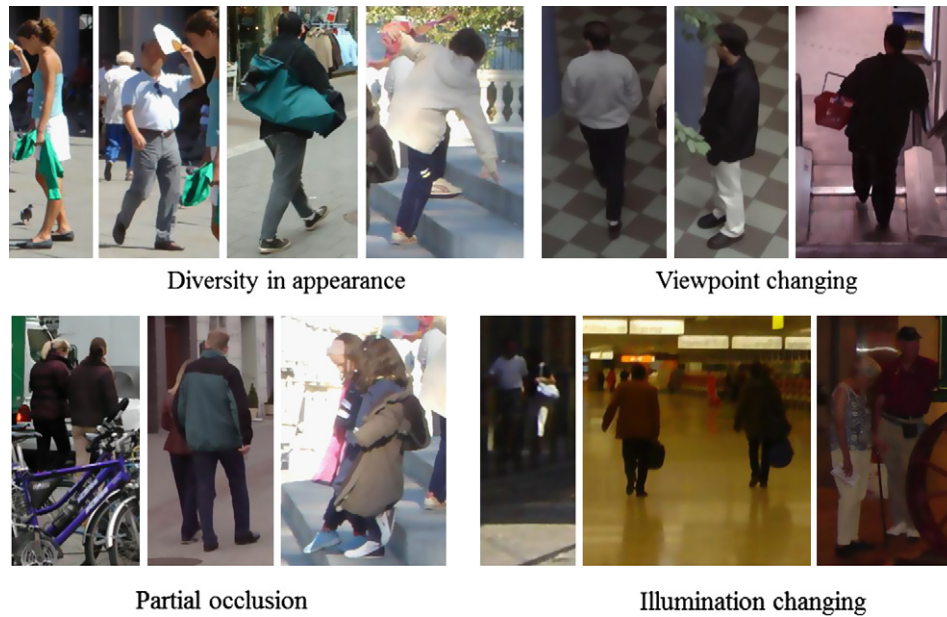 Diversity in appearance
Viewpoint changing
Partial occlusion
Illumination changing